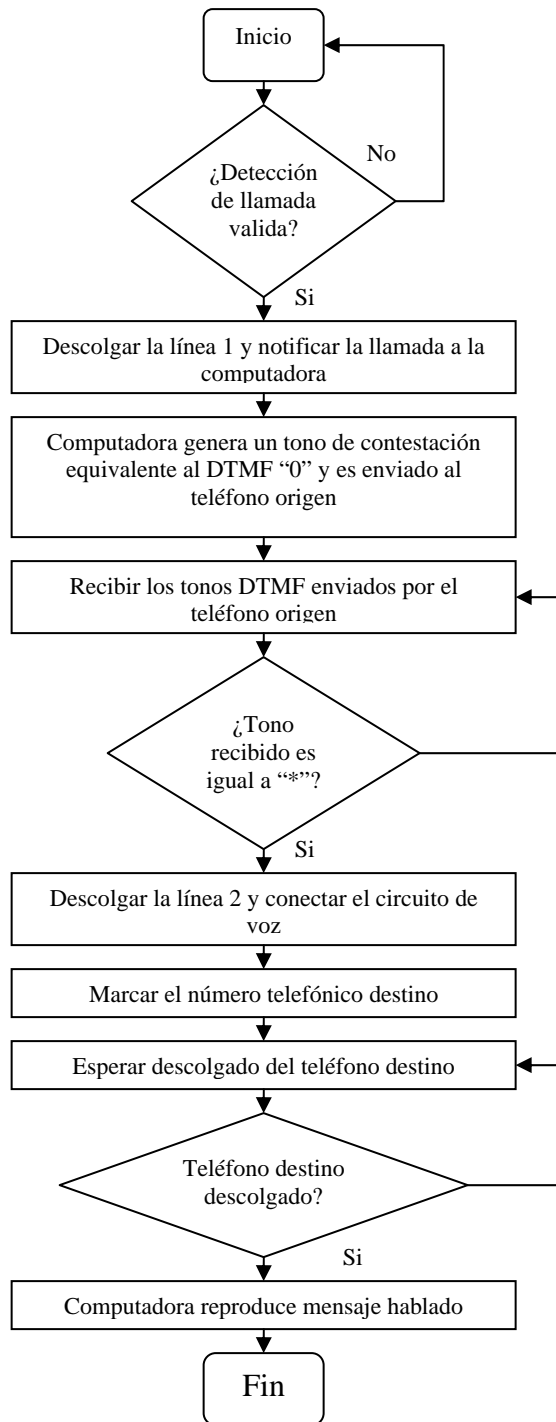 Inicio
No
¿Detección
de llamada
valida?
Si
Descolgar la línea 1 y notificar la llamada a la
computadora
Computadora genera un tono de contestación
equivalente al DTMF “0” y es enviado al
teléfono origen
Recibir los tonos DTMF enviados por el
teléfono origen
¿Tono
recibido es
igual a “*”?
Si
Descolgar la línea 2 y conectar el circuito de
voz
Marcar el número telefónico destino
Esperar descolgado del teléfono destino
Teléfono destino
descolgado?
Si
Computadora reproduce mensaje hablado
Fin